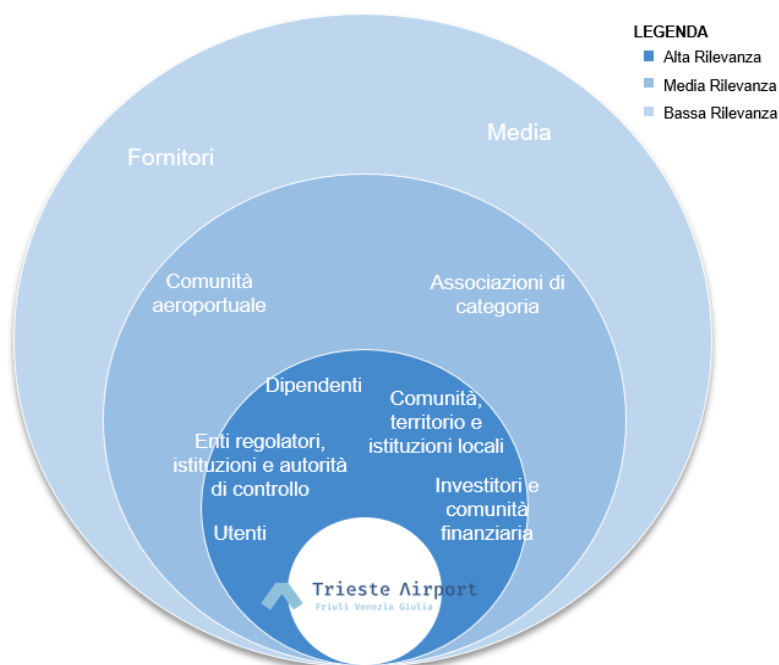 LEGENDA
Alta Rilevanza
Media Rilevanza
Bassa Rilevanza
Media
Fornitori
Comunità
aeroportuale
Associazioni di
categoria
Dipendenti
Comunità,
territorio e
istituzioni locali
Enti regolatori,
istituzioni e autorità
di controllo
Investitori e
comunità
finanziaria
Utenti
Trieste Airport
Friuli Venezia Giulia